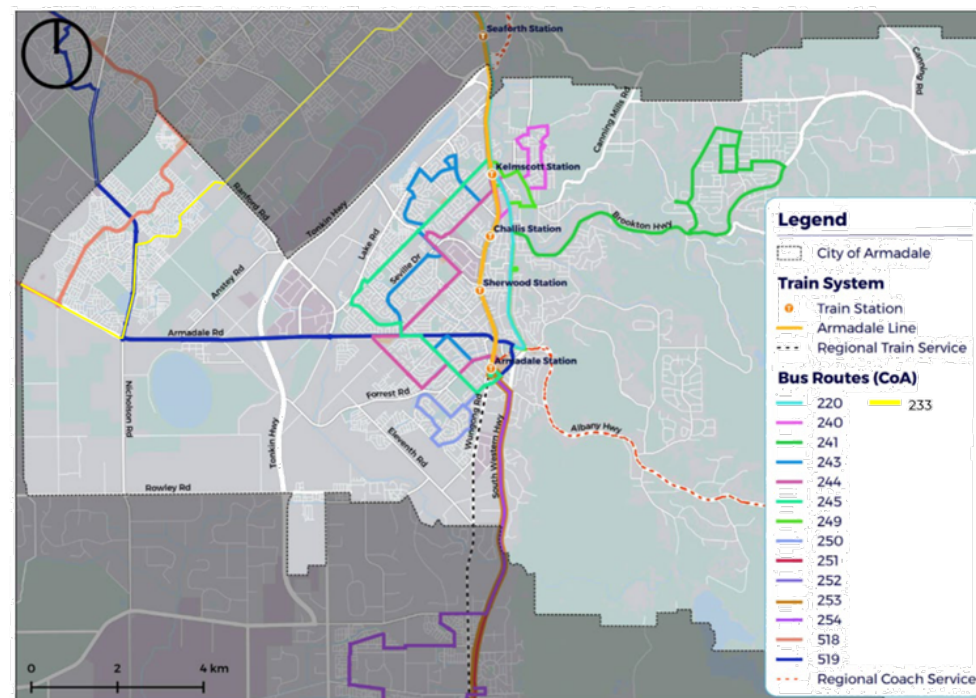 Seaforth Station
Canning Rd
Canning Mills Rd
Kelmscott Station
Ranford Rd
Tonkin Hwy
Lake Rd
Challis Station
Brookton Hwy
Seville Dr
Anstey Rd
Sherwood Station
Armadale Rd
Armadale Station
Forrest Rd
Nicholson Rd
Tonkin Hwy
Eleventh Rd
Wungong Rd
South Western Hwy
Albany Hwy
Rowley Rd
0 2 4 km
Legend
City of Armadale
Train System
Train Station
Armadale Line
Regional Train Service
Bus Routes (CoA)
220 233
240
241
243
244
245
249
250
251
252
253
254
518
519
Regional Coach Service